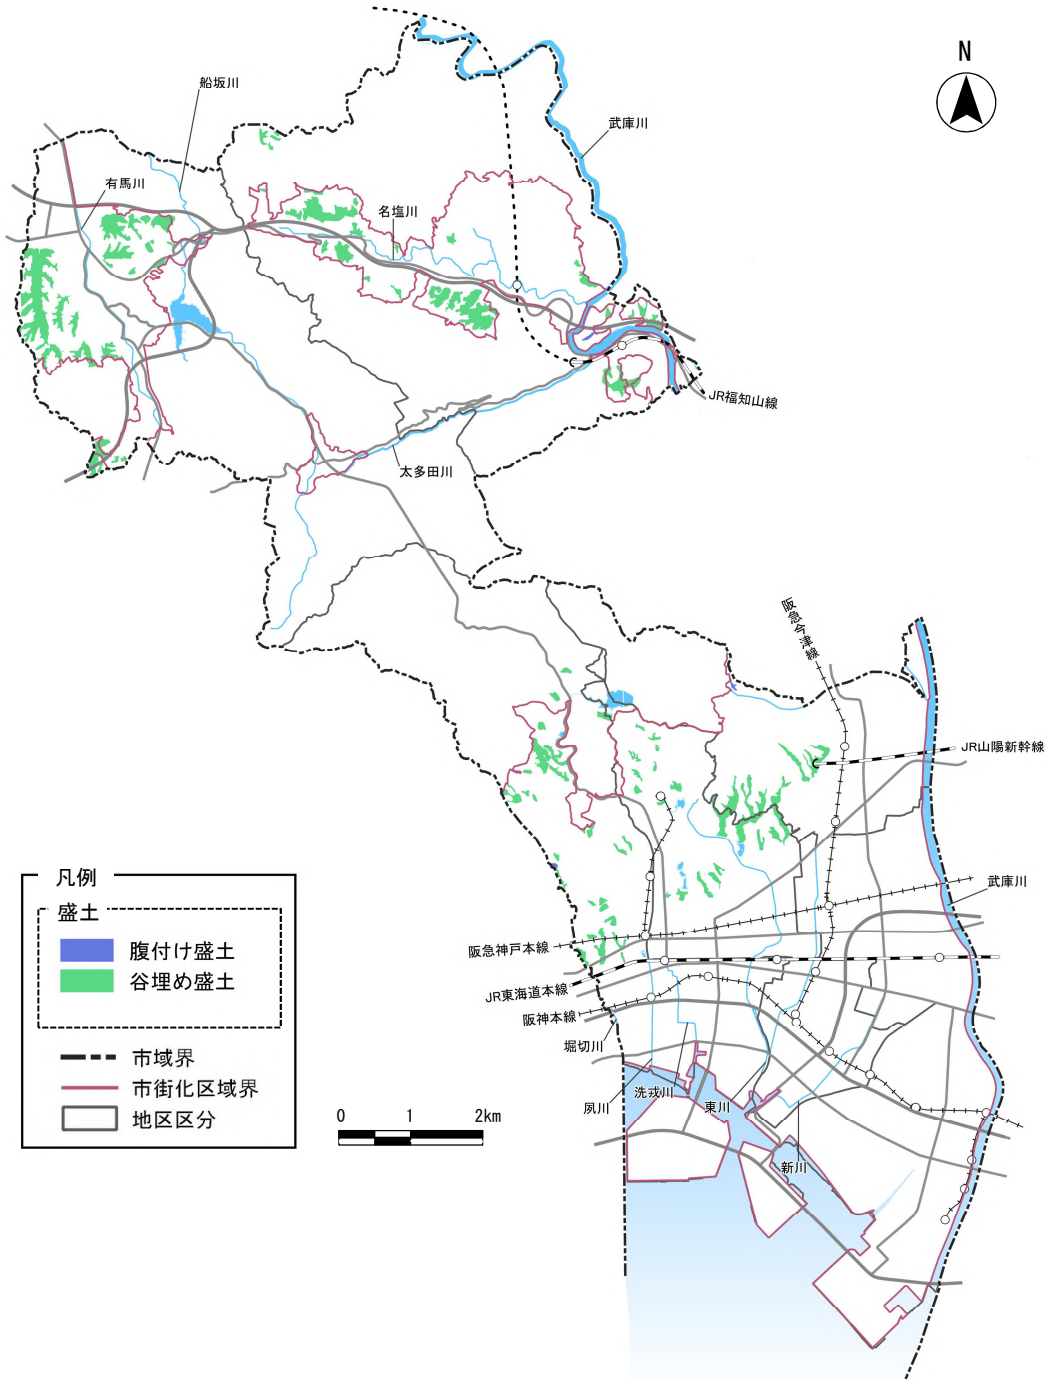 N
船坂川
武庫川
有馬川
名塩川
JR福知山線
太多田川
阪急今津線
JR山陽新幹線
武庫川
阪急神戸本線
JR東海道本線
阪神本線
堀切川
夙川
洗戎川
東川
新川
凡例
盛土
腹付け盛土
谷埋め盛土
市域界
市街化区域界
地区区分
0 1 2km